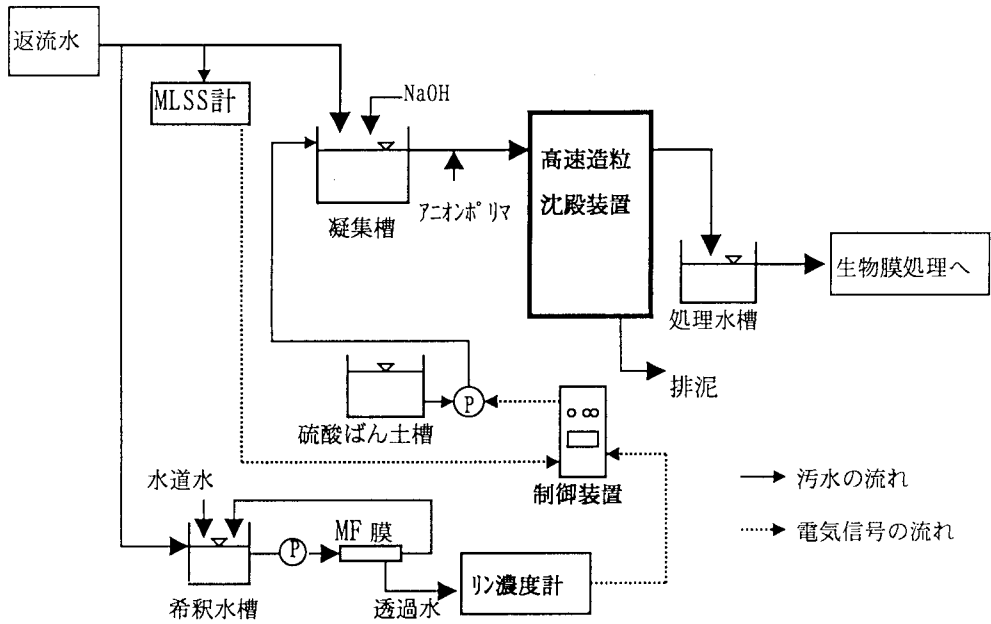 返流水
MLSS計
NaOH
凝集槽
アニオンポリマ
高速造粒
沈殿装置
処理水槽
生物膜処理へ
排泥
硫酸ばん土槽
P
制御装置
水道水
希釈水槽
P
MF膜
透過水
リン濃度計
汚水の流れ
電気信号の流れ